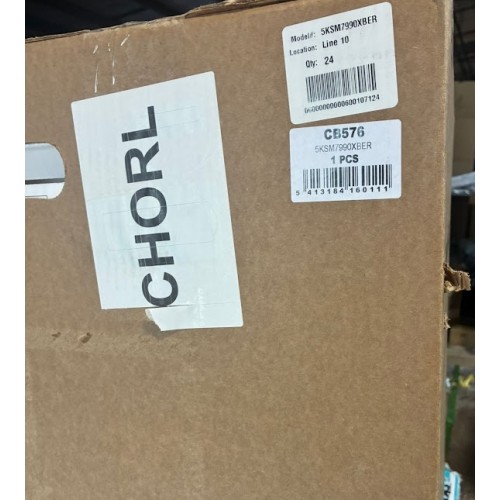 Model#: 5KSM7990XBER
Location: Line 10
Qty: 24
0600000000000600107124
CB576
5KSM7990XBER
1 PCS
5 413184 160111
CHORL